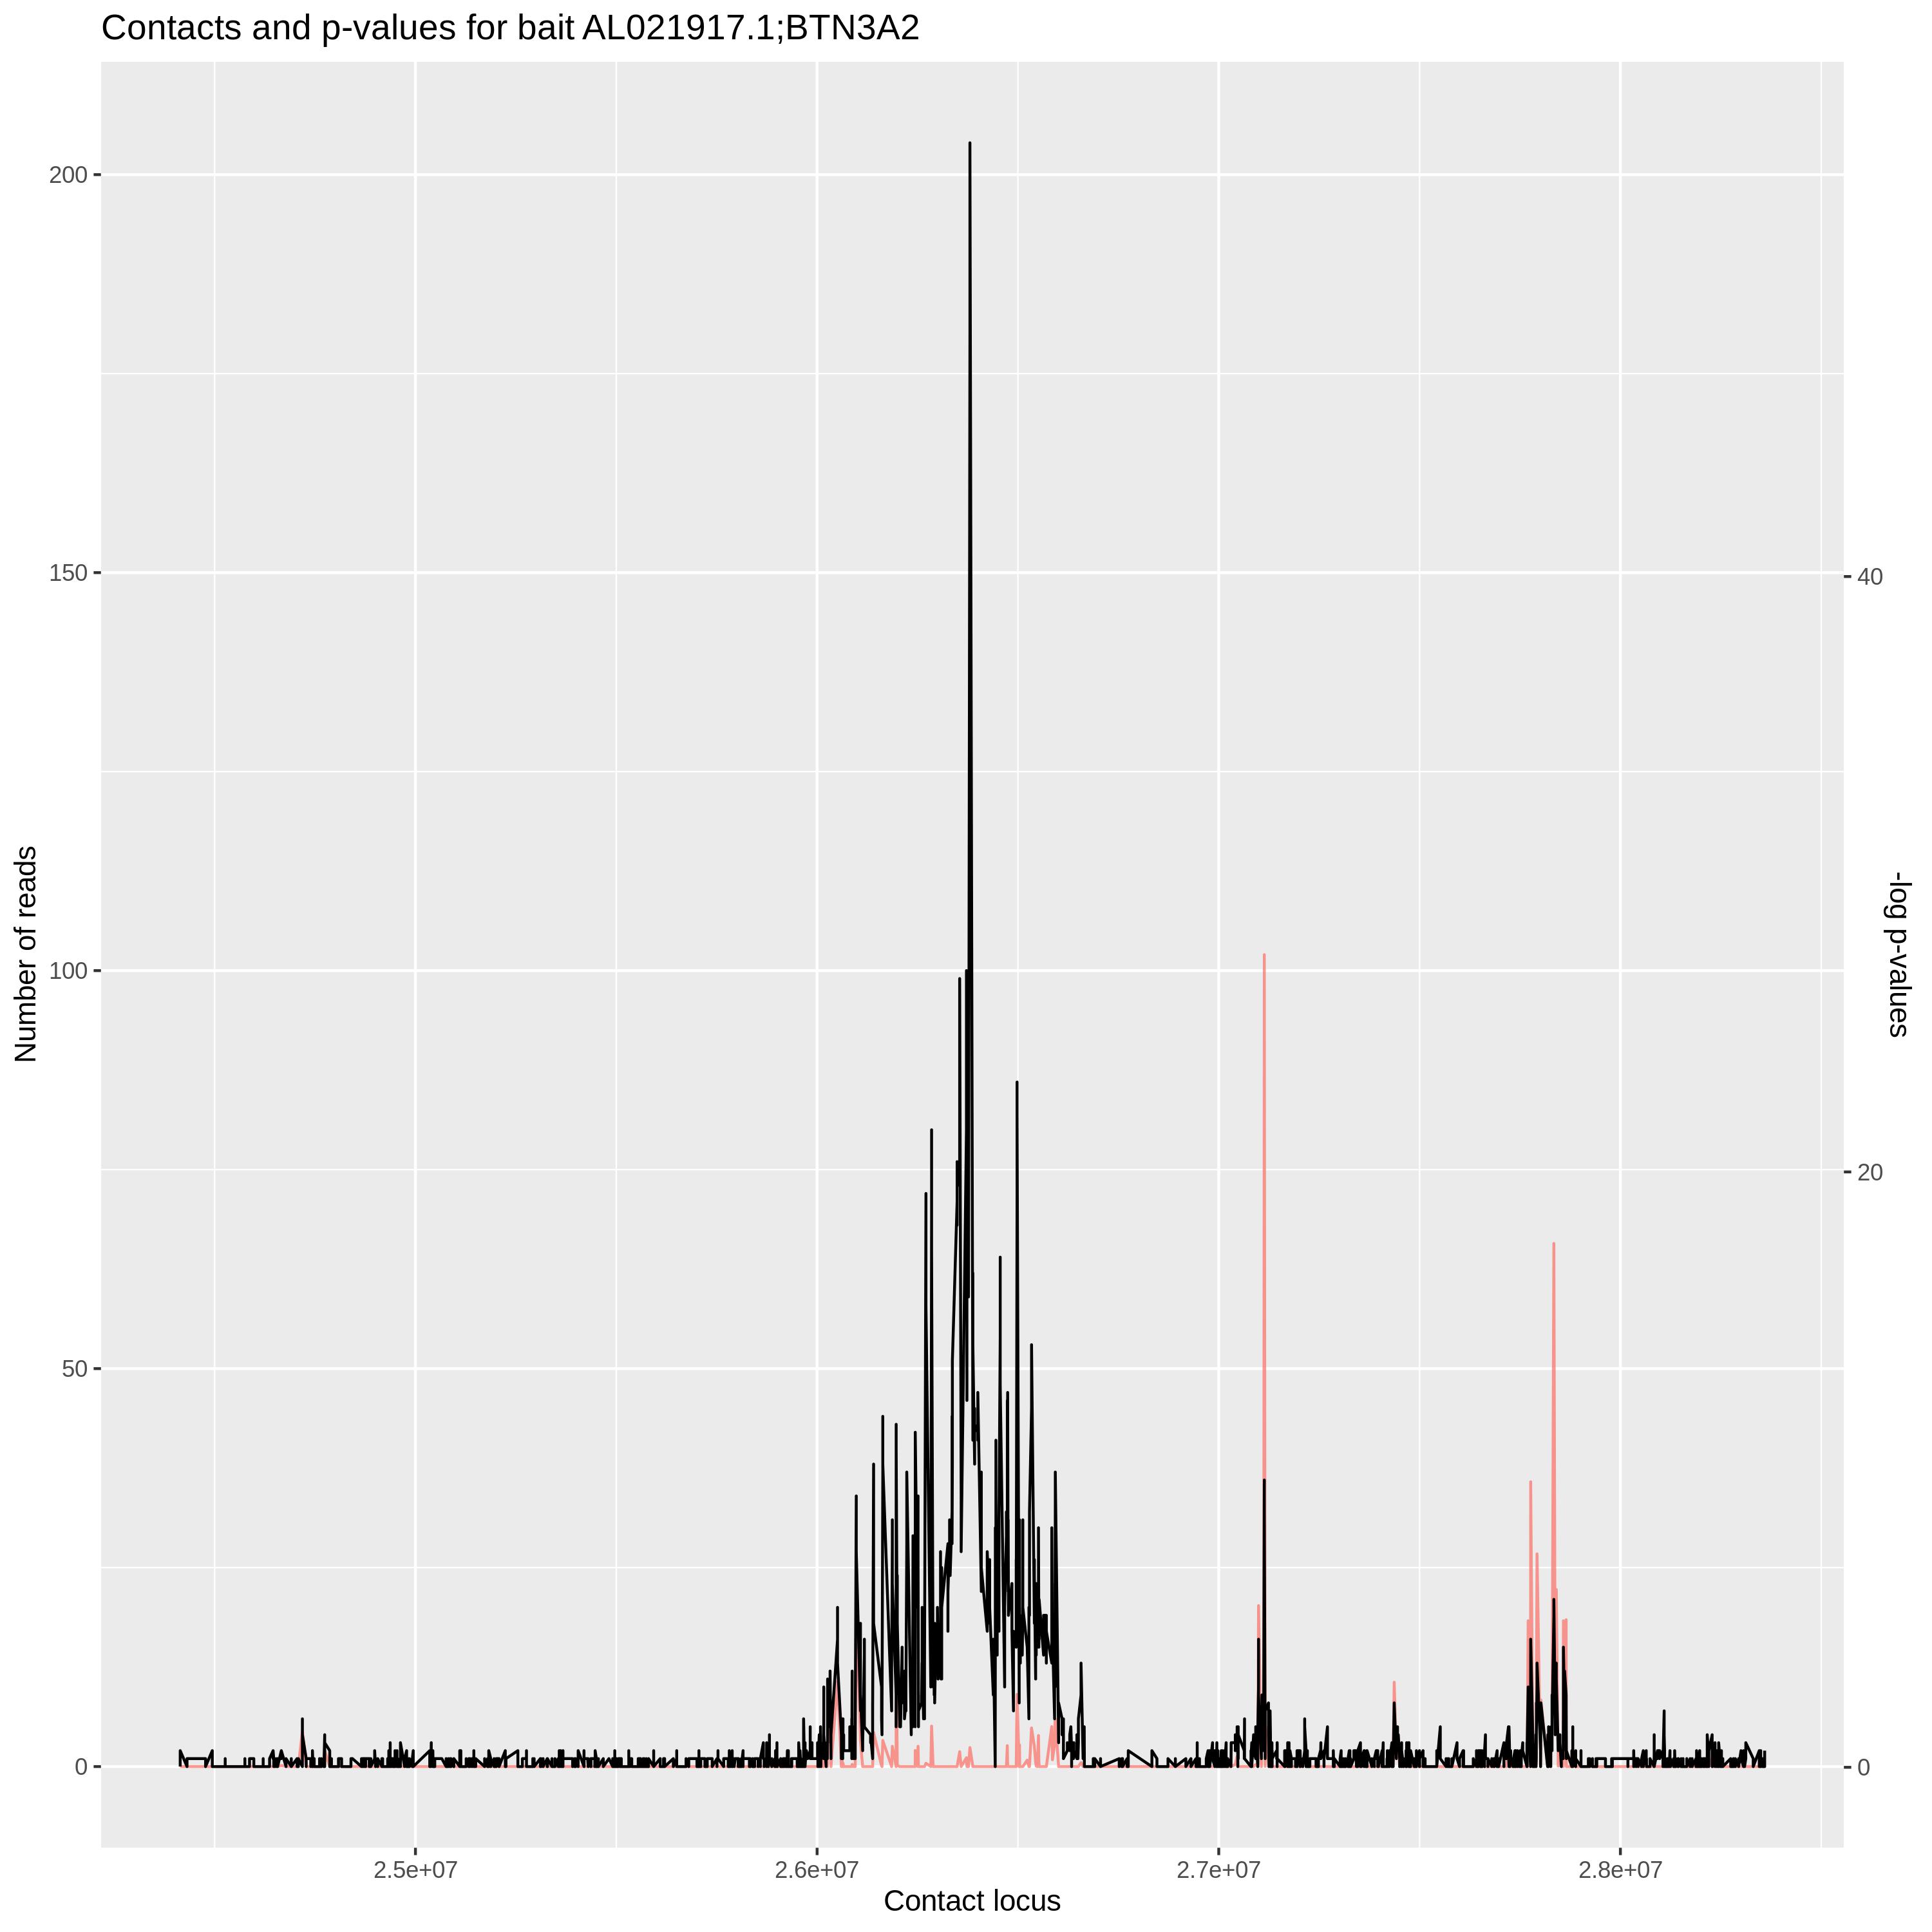 Contacts and p-values for bait AL021917.1;BTN3A2
200
150
100
50
0
Number of reads
40
20
0
-log p-values
2.5e+07
2.6e+07
2.7e+07
2.8e+07
Contact locus